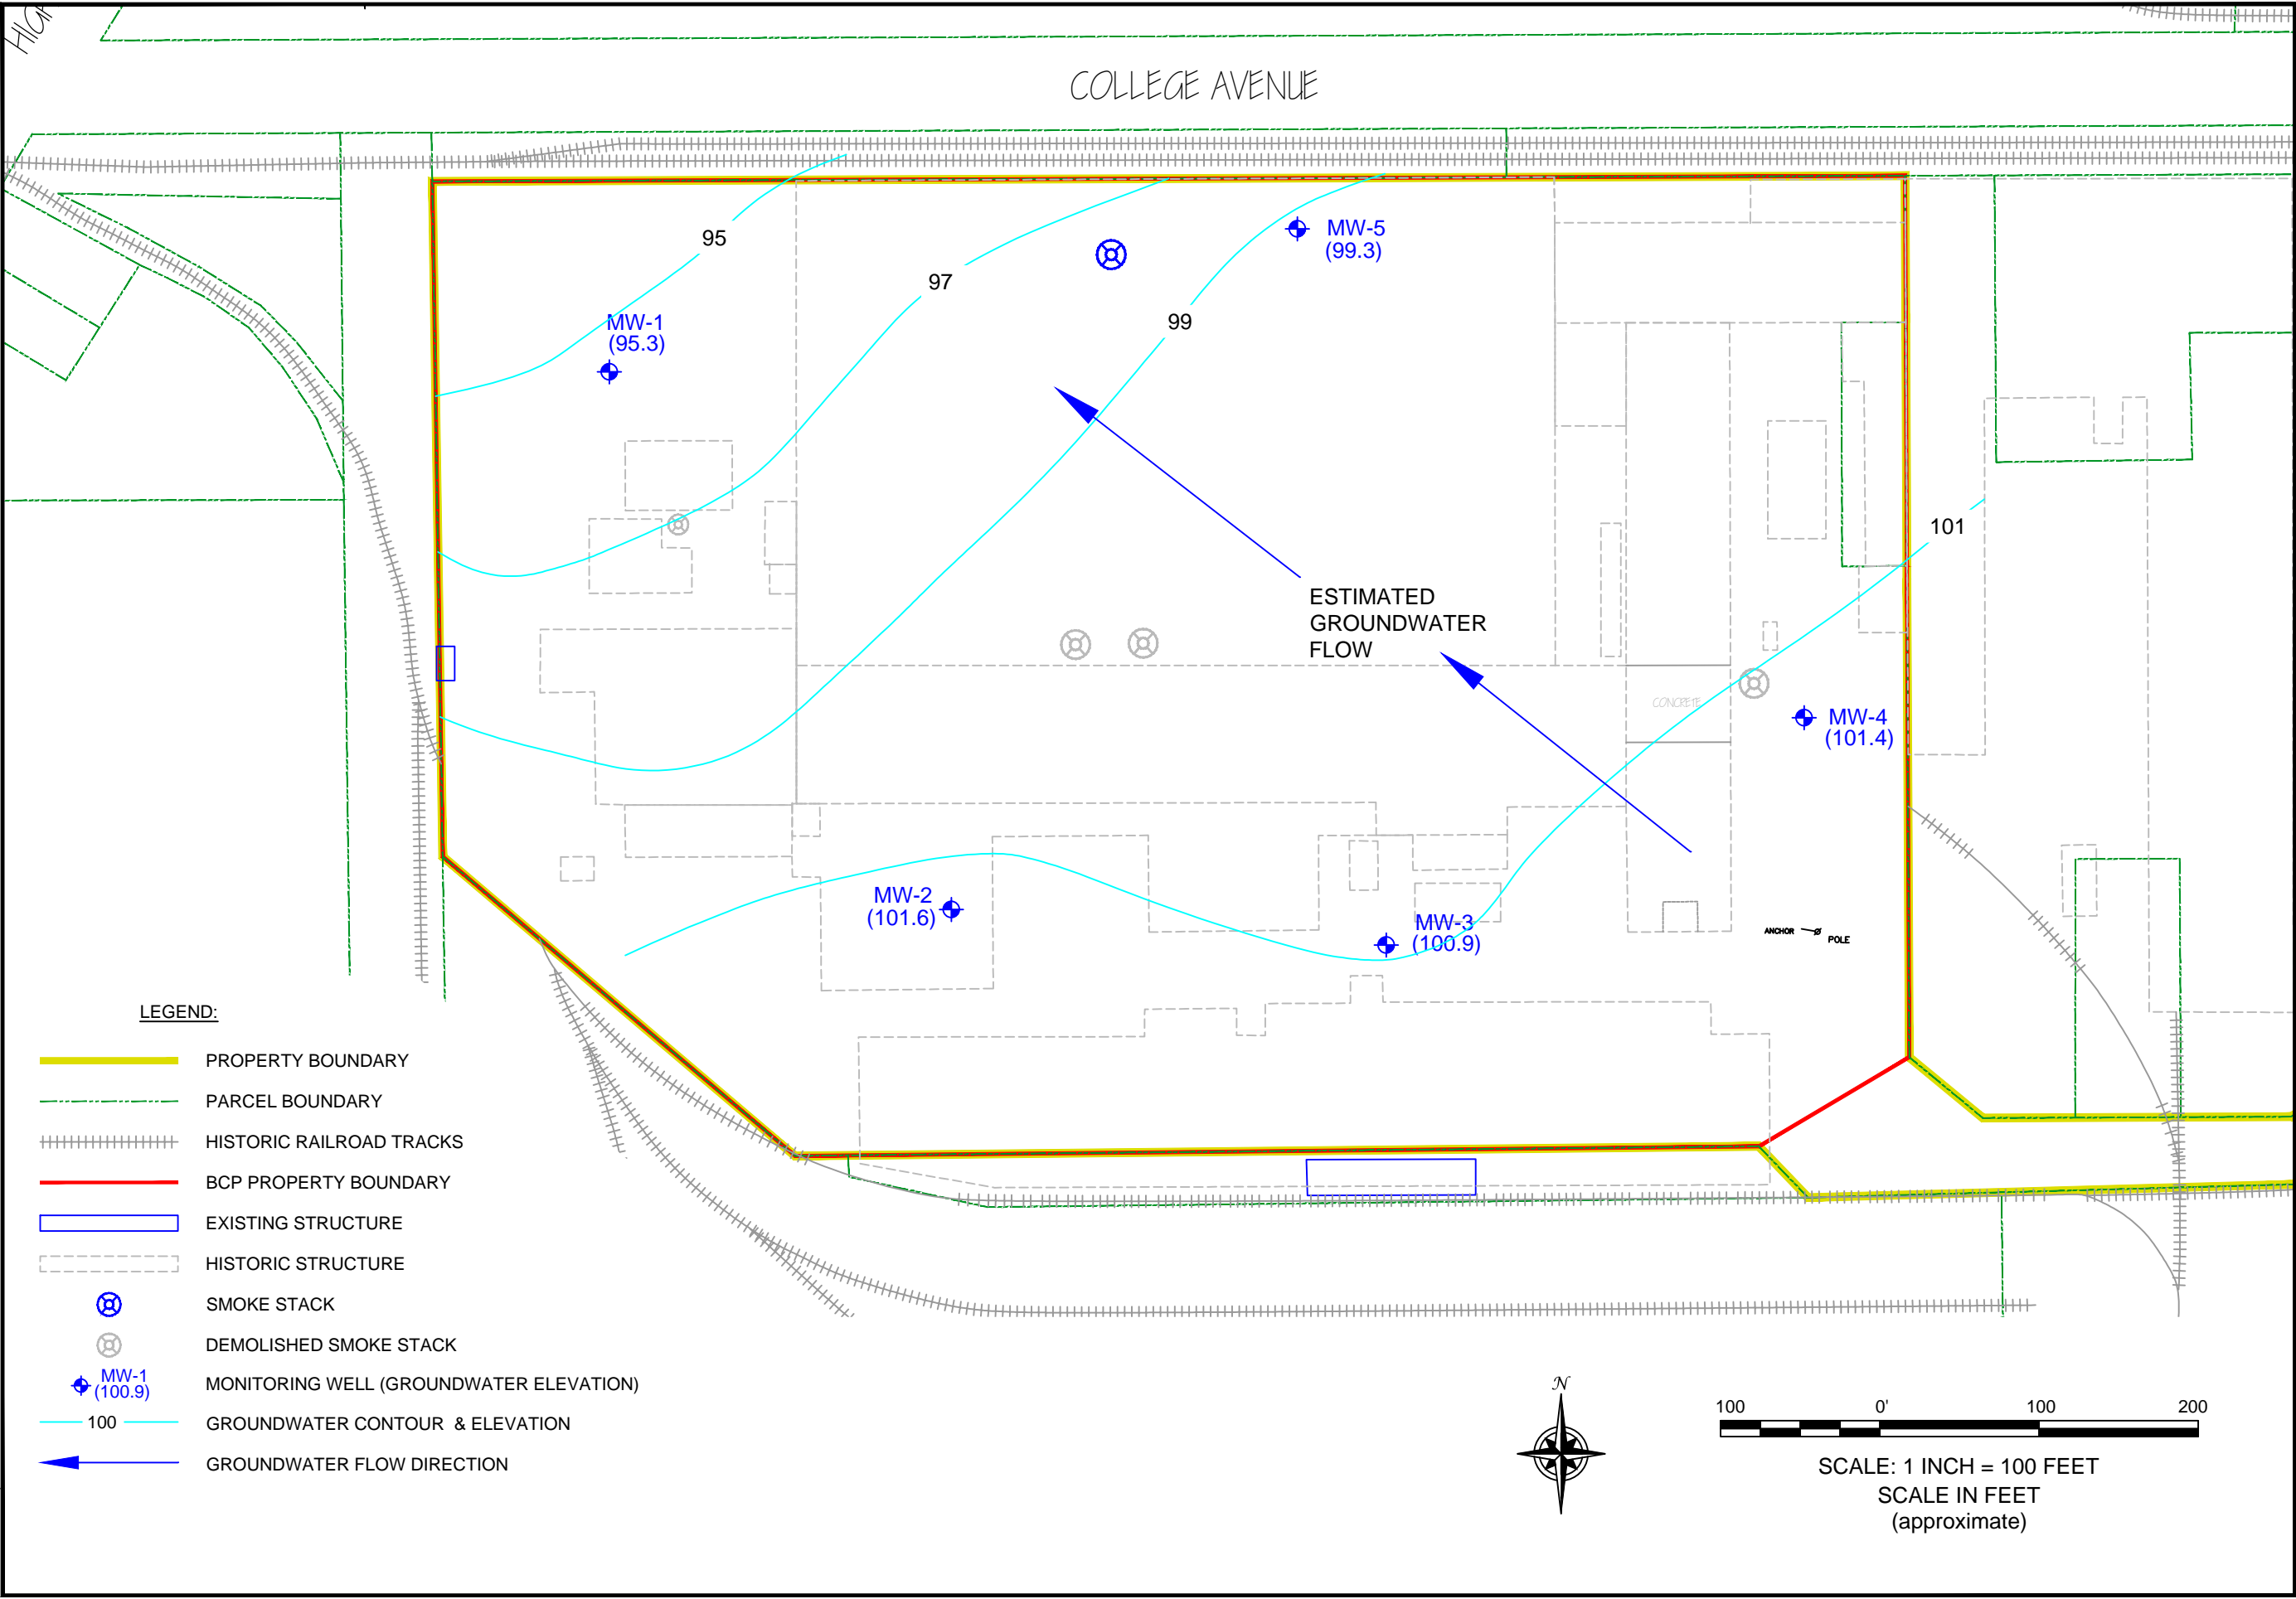 COLLEGE AVENUE
95
MW-5
(99.3)
97
MW-1
(95.3)
99
101
ESTIMATED
GROUNDWATER
FLOW
CONCRETE
MW-4
(101.4)
MW-2
(101.6)
MW-3
(100.9)
ANCHOR
POLE
LEGEND:
PROPERTY BOUNDARY
PARCEL BOUNDARY
HISTORIC RAILROAD TRACKS
BCP PROPERTY BOUNDARY
EXISTING STRUCTURE
HISTORIC STRUCTURE
SMOKE STACK
DEMOLISHED SMOKE STACK
MW-1
(100.9)
MONITORING WELL (GROUNDWATER ELEVATION)
100
GROUNDWATER CONTOUR & ELEVATION
GROUNDWATER FLOW DIRECTION
N
100 0' 100 200
SCALE: 1 INCH = 100 FEET
SCALE IN FEET
(approximate)